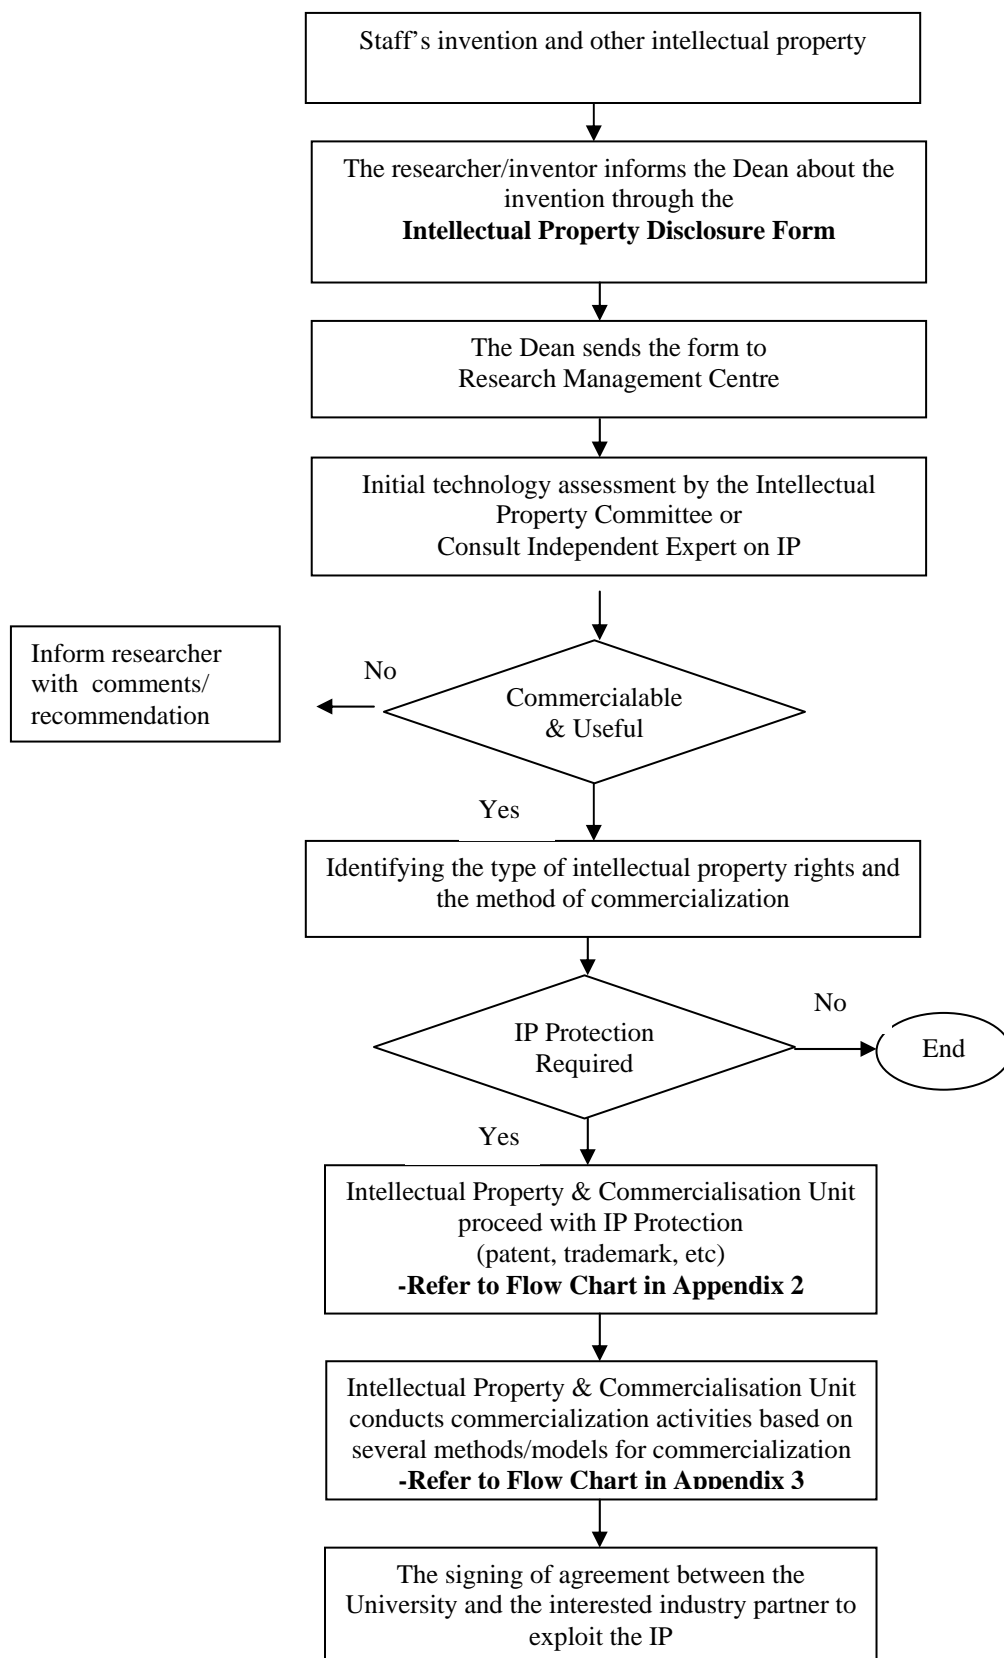 Staff’s invention and other intellectual property
The researcher/inventor informs the Dean about the
invention through the
Intellectual Property Disclosure Form
The Dean sends the form to
Research Management Centre
Initial technology assessment by the Intellectual
Property Committee or
Consult Independent Expert on IP
Inform researcher
with comments/
recommendation
No
Commercialable
& Useful
Yes
Identifying the type of intellectual property rights and
the method of commercialization
No
IP Protection
Required
End
Yes
Intellectual Property & Commercialisation Unit
proceed with IP Protection
(patent, trademark, etc)
-Refer to Flow Chart in Appendix 2
Intellectual Property & Commercialisation Unit
conducts commercialization activities based on
several methods/models for commercialization
-Refer to Flow Chart in Appendix 3
The signing of agreement between the
University and the interested industry partner to
exploit the IP